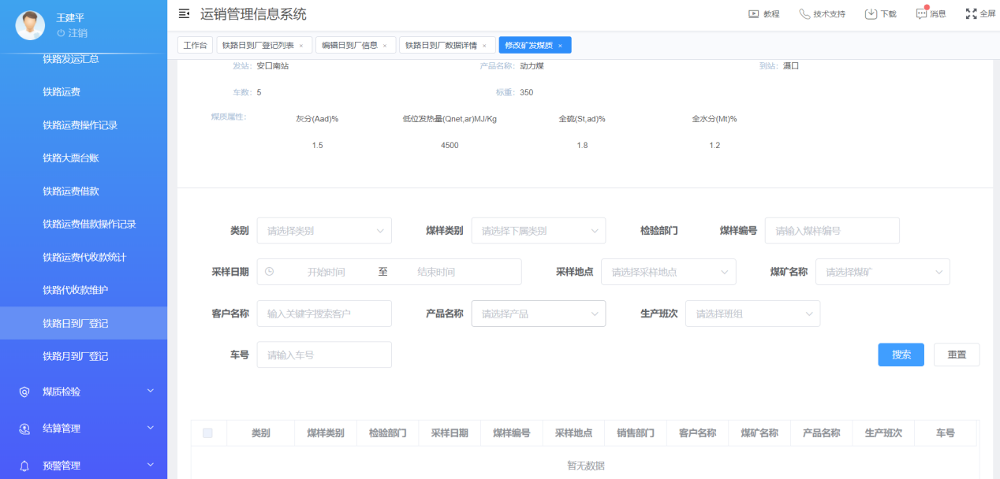 王建平
注销
铁路发运汇总
铁路运费
铁路运费操作记录
铁路大票台账
铁路运费借款
铁路运费借款操作记录
铁路运费代收款统计
铁路代收款维护
铁路日到厂登记
铁路月到厂登记
煤质检验
结算管理
预警管理
运销管理信息系统
教程 技术支持 下载 消息 全屏
工作台 铁路日到厂登记列表 × 编辑日到厂信息 × 铁路日到厂数据详情 × 修改矿发煤质 ×
发站: 安口南站 产品名称: 动力煤 到站: 灄口
车数: 5 标重: 350
煤质属性: 灰分(Aad)% 低位发热量(Qnet,ar)MJ/Kg 全硫(St,ad)% 全水分(Mt)%
1.5 4500 1.8 1.2
类别 请选择类别 煤样类别 请选择下属类别 检验部门 煤样编号 请输入煤样编号
采样日期 开始时间 至 结束时间 采样地点 请选择采样地点 煤矿名称 请选择煤矿
客户名称 输入关键字搜索客户 产品名称 请选择产品 生产班次 请选择班组
车号 请输入车号 搜索 重置
类别 煤样类别 检验部门 采样日期 煤样编号 采样地点 销售部门 客户名称 煤矿名称 产品名称 生产班次 车号
暂无数据